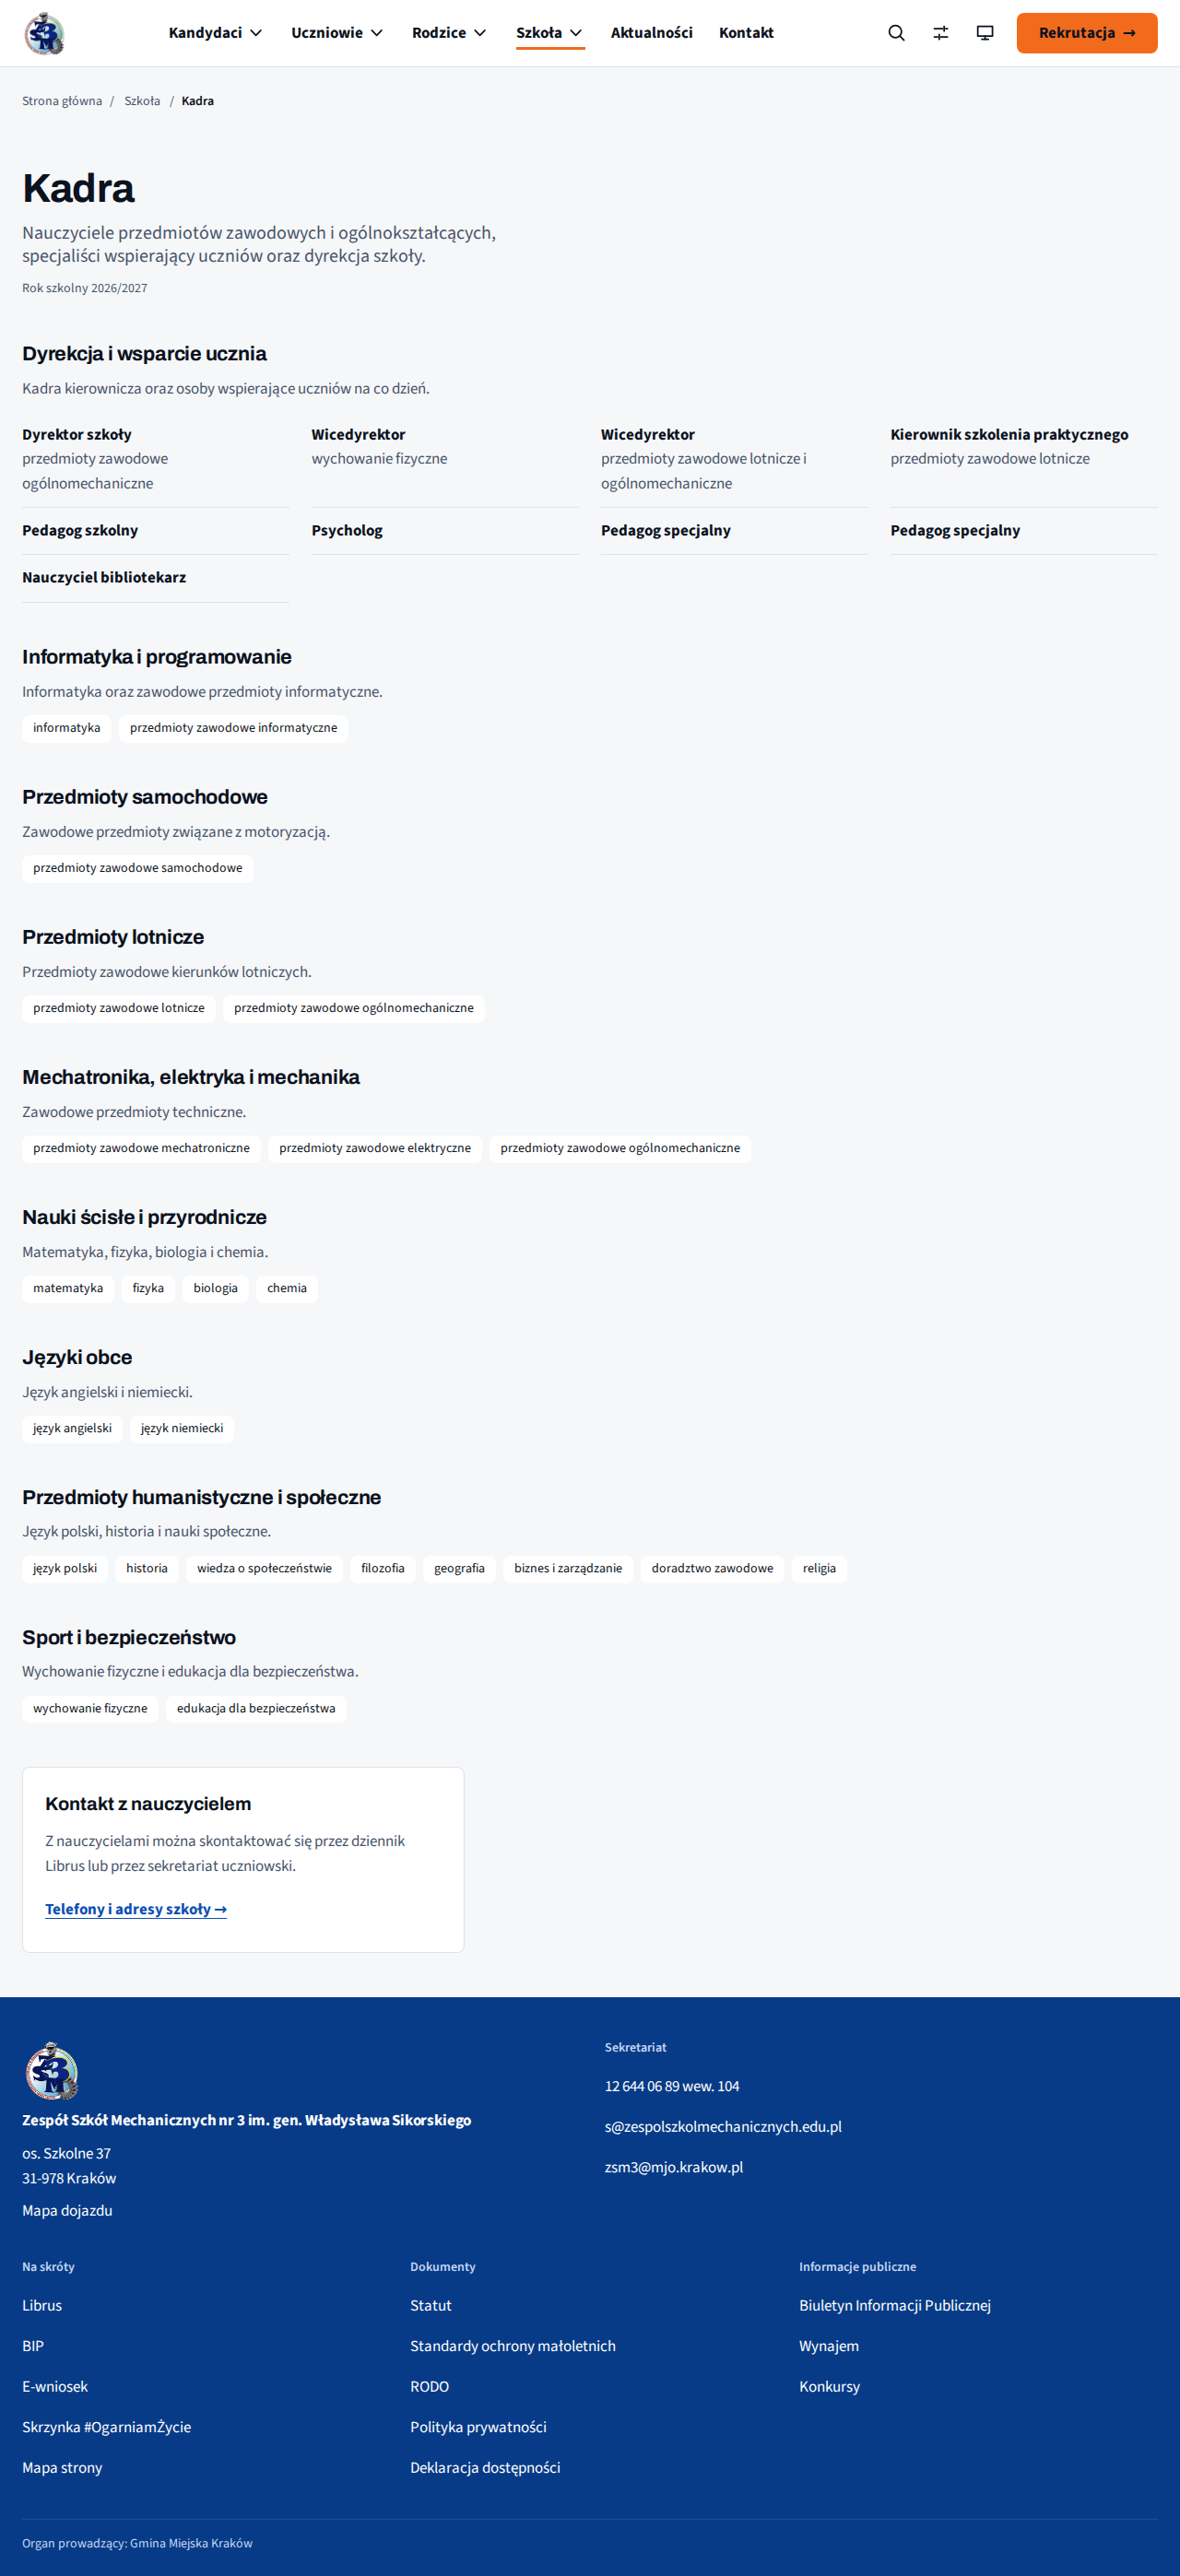 Kandydaci Uczniowie Rodzice Szkoła Aktualności Kontakt Rekrutacja →
Strona główna / Szkoła / Kadra
Kadra
Nauczyciele przedmiotów zawodowych i ogólnokształcących,
specjaliści wspierający uczniów oraz dyrekcja szkoły.
Rok szkolny 2026/2027
Dyrekcja i wsparcie ucznia
Kadra kierownicza oraz osoby wspierające uczniów na co dzień.
Dyrektor szkoły
przedmioty zawodowe
ogólnomechaniczne
Wicedyrektor
wychowanie fizyczne
Wicedyrektor
przedmioty zawodowe lotnicze i
ogólnomechaniczne
Kierownik szkolenia praktycznego
przedmioty zawodowe lotnicze
Pedagog szkolny
Psycholog
Pedagog specjalny
Pedagog specjalny
Nauczyciel bibliotekarz
Informatyka i programowanie
Informatyka oraz zawodowe przedmioty informatyczne.
informatyka przedmioty zawodowe informatyczne
Przedmioty samochodowe
Zawodowe przedmioty związane z motoryzacją.
przedmioty zawodowe samochodowe
Przedmioty lotnicze
Przedmioty zawodowe kierunków lotniczych.
przedmioty zawodowe lotnicze przedmioty zawodowe ogólnomechaniczne
Mechatronika, elektryka i mechanika
Zawodowe przedmioty techniczne.
przedmioty zawodowe mechatroniczne przedmioty zawodowe elektryczne przedmioty zawodowe ogólnomechaniczne
Nauki ścisłe i przyrodnicze
Matematyka, fizyka, biologia i chemia.
matematyka fizyka biologia chemia
Języki obce
Język angielski i niemiecki.
język angielski język niemiecki
Przedmioty humanistyczne i społeczne
Język polski, historia i nauki społeczne.
język polski historia wiedza o społeczeństwie filozofia geografia biznes i zarządzanie doradztwo zawodowe religia
Sport i bezpieczeństwo
Wychowanie fizyczne i edukacja dla bezpieczeństwa.
wychowanie fizyczne edukacja dla bezpieczeństwa
Kontakt z nauczycielem
Z nauczycielami można skontaktować się przez dziennik
Librus lub przez sekretariat uczniowski.
Telefony i adresy szkoły →
Zespół Szkół Mechanicznych nr 3 im. gen. Władysława Sikorskiego
os. Szkolne 37
31-978 Kraków
Mapa dojazdu
Sekretariat
12 644 06 89 wew. 104
s@zespolszkolmechanicznych.edu.pl
zsm3@mjo.krakow.pl
Na skróty
Librus
BIP
E-wniosek
Skrzynka #OgarniamŻycie
Mapa strony
Dokumenty
Statut
Standardy ochrony małoletnich
RODO
Polityka prywatności
Deklaracja dostępności
Informacje publiczne
Biuletyn Informacji Publicznej
Wynajem
Konkursy
Organ prowadzący: Gmina Miejska Kraków